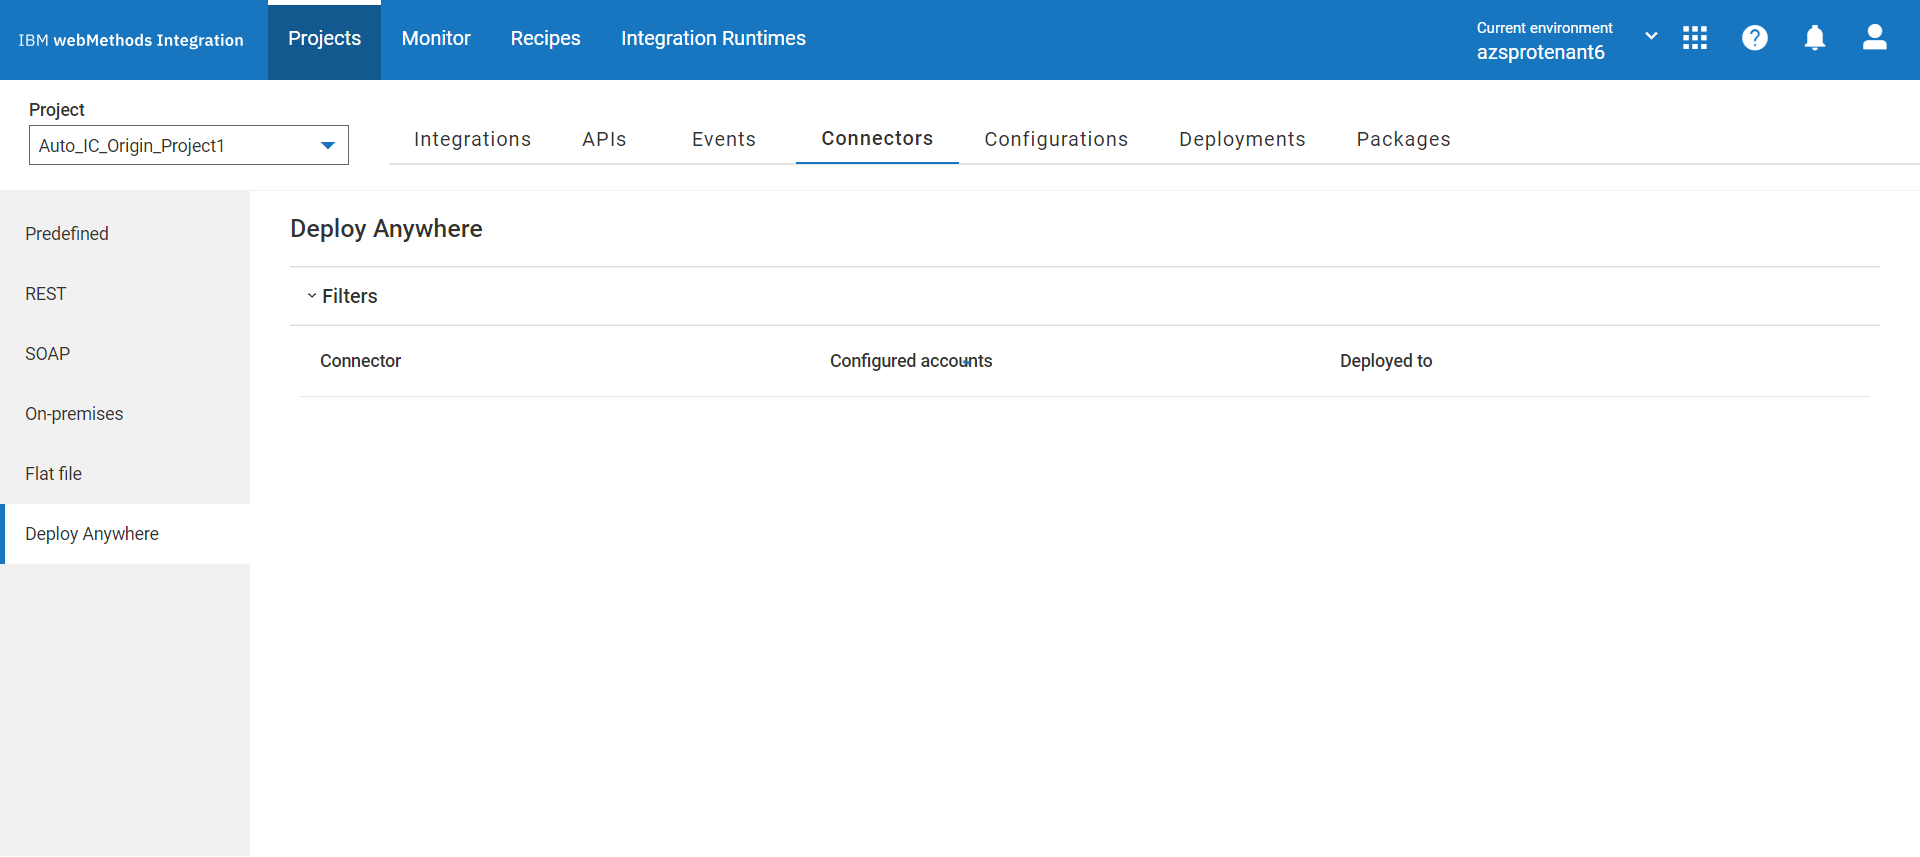 IBM webMethods Integration
Projects
Monitor
Recipes
Integration Runtimes
Current environment
azsprotenant6
Project
Auto_IC_Origin_Project1
Integrations
APIs
Events
Connectors
Configurations
Deployments
Packages
Predefined
REST
SOAP
On-premises
Flat file
Deploy Anywhere
Deploy Anywhere
Filters
Connector
Configured accounts
Deployed to